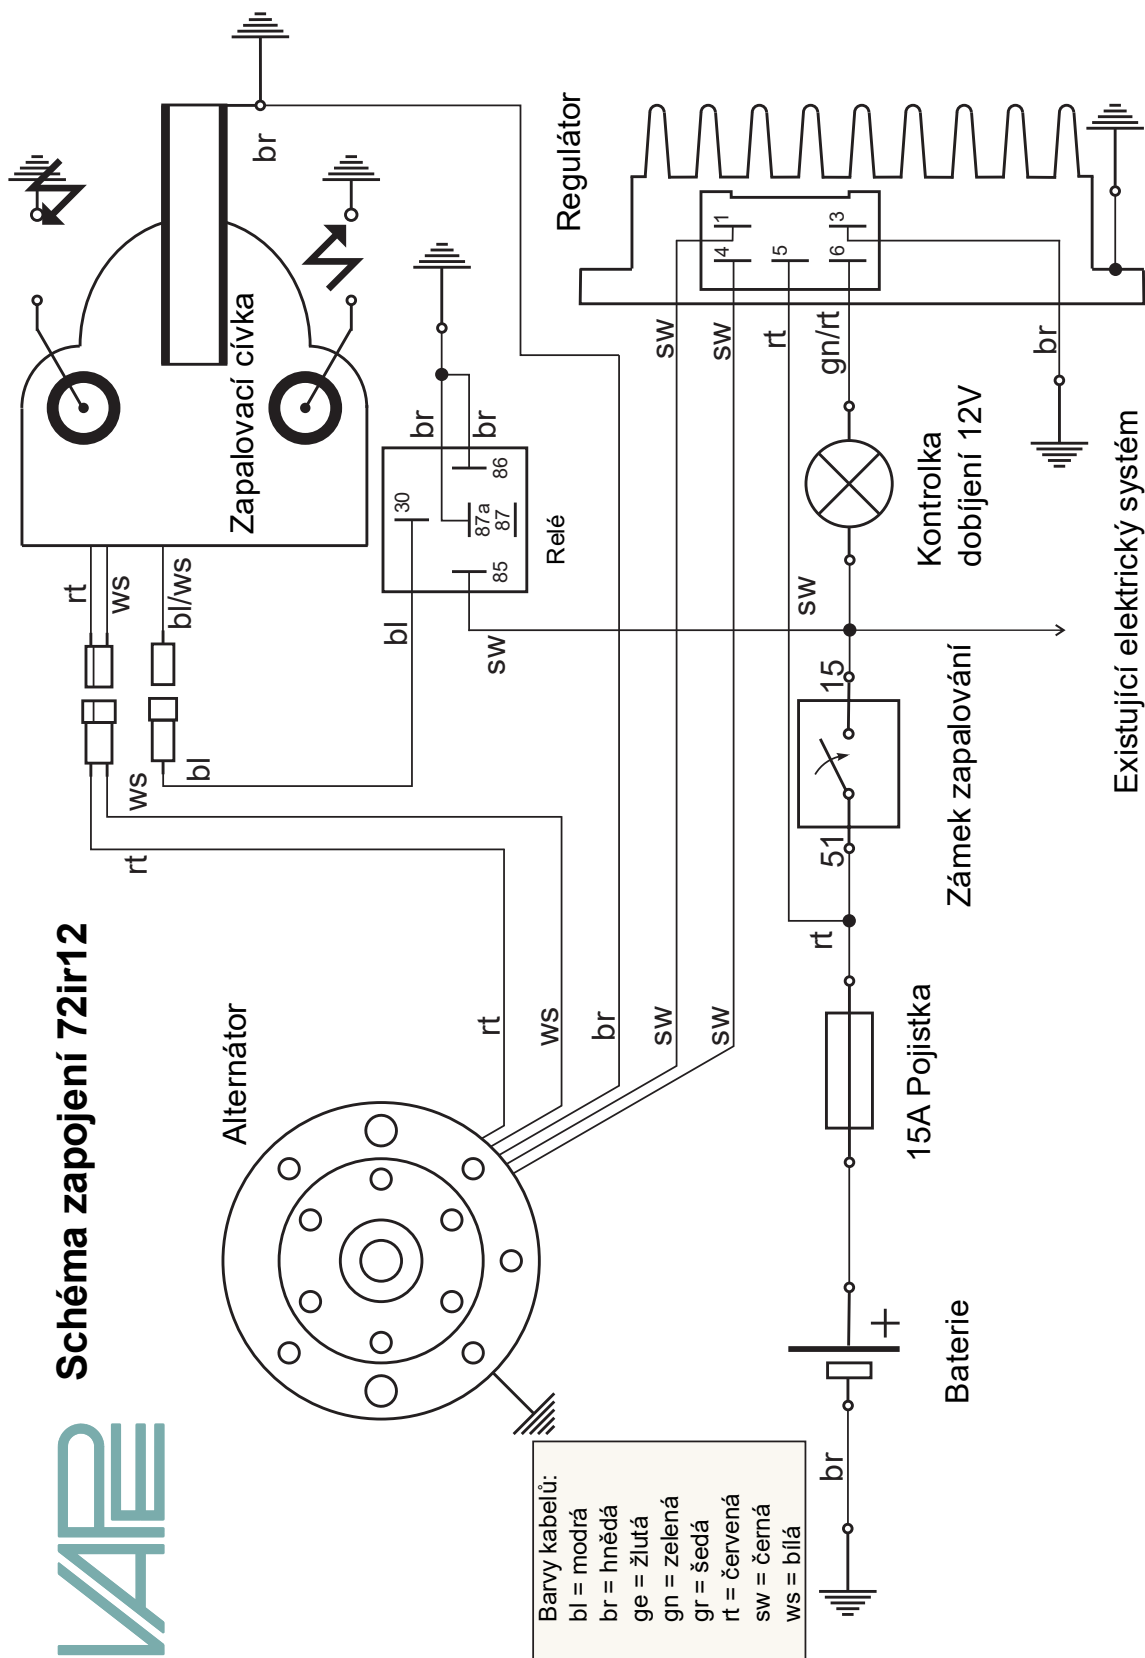 VAPE
Schéma zapojení 72ir12
Alternátor
rt
ws
br
sw
sw
rt
ws
bl
rt
ws
bl/ws
Zapalovací cívka
br
bl
sw
br
br
30
85
87a
87
86
Relé
Regulátor
1
4
5
3
6
sw
sw
rt
gn/rt
br
Kontrolka
dobíjení 12V
sw
15
51
Zámek zapalování
Existující elektrický systém
rt
15A Pojistka
+
Baterie
br
Barvy kabelů:
bl = modrá
br = hnědá
ge = žlutá
gn = zelená
gr = šedá
rt = červená
sw = černá
ws = bílá